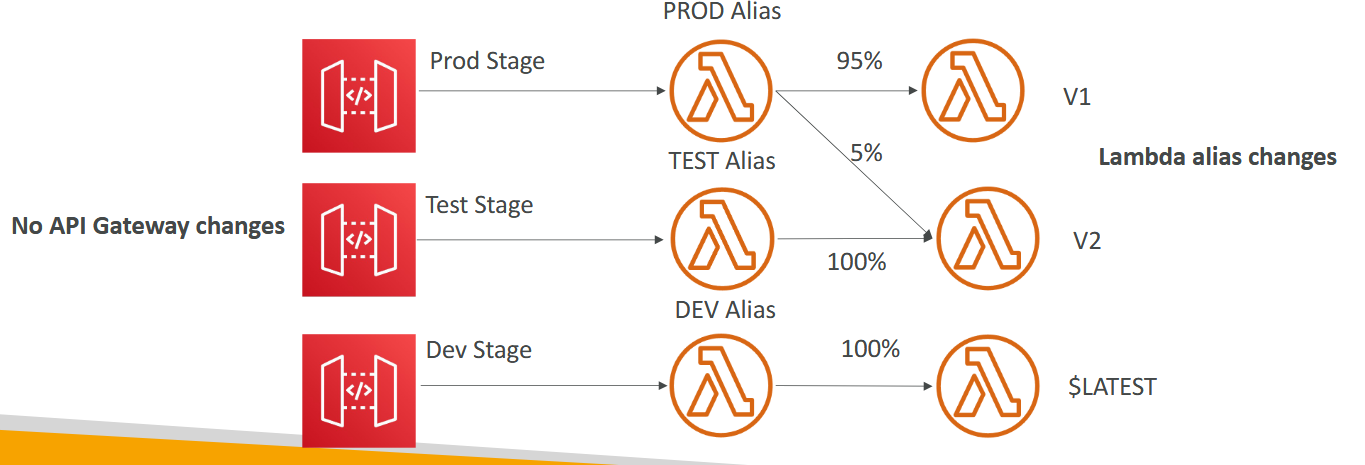 PROD Alias
Prod Stage
95%
V1
5%
Lambda alias changes
TEST Alias
Test Stage
No API Gateway changes
V2
100%
DEV Alias
Dev Stage
100%
$LATEST